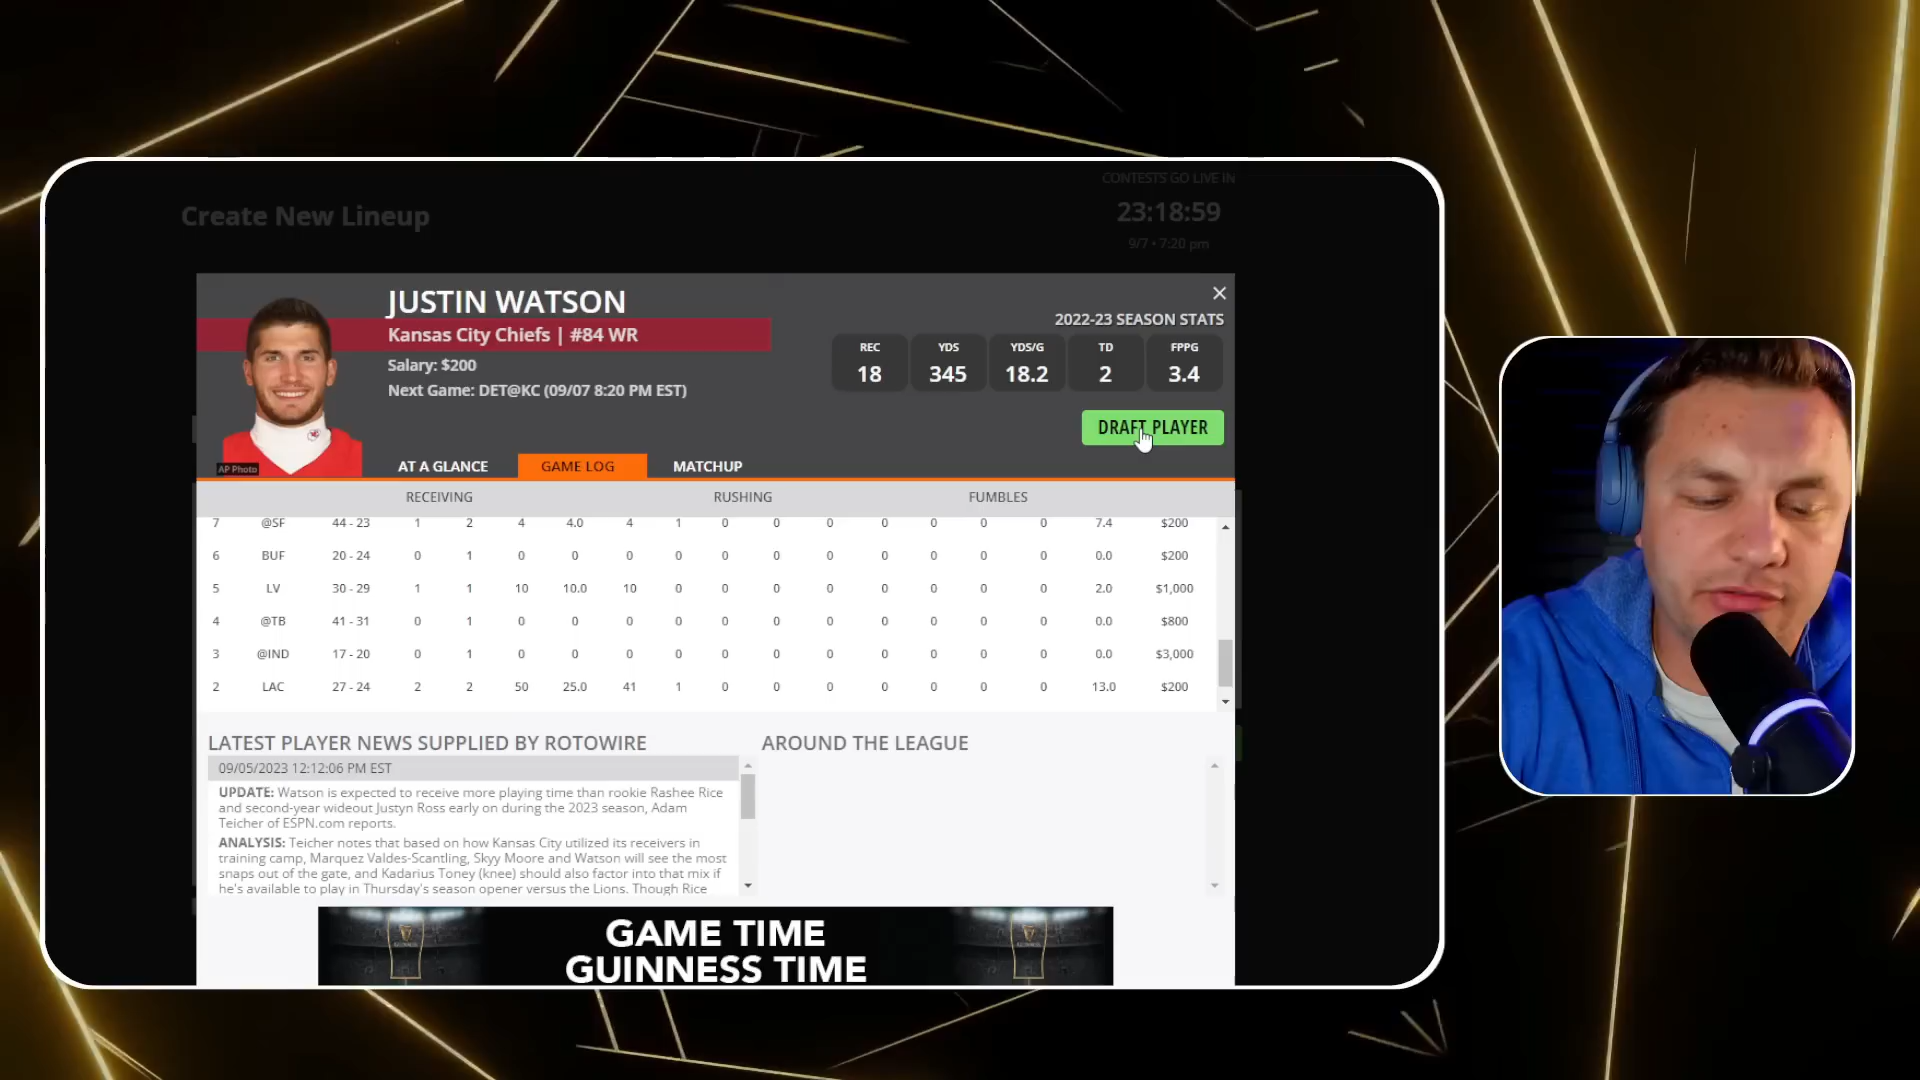 CONTESTS GO LIVE IN
Create New Lineup
23:18:59
9/7 • 7:20 pm
JUSTIN WATSON
×
Kansas City Chiefs | #84 WR
2022-23 SEASON STATS
Salary: $200
REC YDS YDS/G TD FPPG
18 345 18.2 2 3.4
Next Game: DET@KC (09/07 8:20 PM EST)
DRAFT PLAYER
AP Photo
AT A GLANCE GAME LOG MATCHUP
RECEIVING RUSHING FUMBLES
7 @SF 44 - 23 1 2 4 4.0 4 1 0 0 0 0 0 0 0 7.4 $200
6 BUF 20 - 24 0 1 0 0 0 0 0 0 0 0 0 0 0 0.0 $200
5 LV 30 - 29 1 1 10 10.0 10 0 0 0 0 0 0 0 0 2.0 $1,000
4 @TB 41 - 31 0 1 0 0 0 0 0 0 0 0 0 0 0 0.0 $800
3 @IND 17 - 20 0 1 0 0 0 0 0 0 0 0 0 0 0 0.0 $3,000
2 LAC 27 - 24 2 2 50 25.0 41 1 0 0 0 0 0 0 0 13.0 $200
LATEST PLAYER NEWS SUPPLIED BY ROTOWIRE
AROUND THE LEAGUE
09/05/2023 12:12:06 PM EST
UPDATE: Watson is expected to receive more playing time than rookie Rashee Rice
and second-year wideout Justyn Ross early on during the 2023 season, Adam
Teicher of ESPN.com reports.
ANALYSIS: Teicher notes that based on how Kansas City utilized its receivers in
training camp, Marquez Valdes-Scantling, Skyy Moore and Watson will see the most
snaps out of the gate, and Kadarius Toney (knee) should also factor into that mix if
he's available to play in Thursday's season opener versus the Lions. Though Rice
GAME TIME
GUINNESS TIME